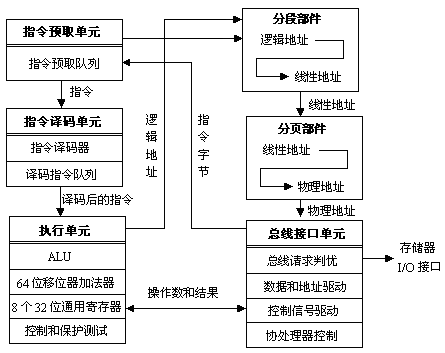 指令预取单元
指令预取队列
指令
指令译码单元
指令译码器
译码指令队列
译码后的指令
执行单元
ALU
64位移位器加法器
8个32位通用寄存器
控制和保护测试
逻辑地址
指令字节
操作数和结果
分段部件
逻辑地址
线性地址
线性地址
分页部件
线性地址
物理地址
物理地址
总线接口单元
总线请求判忧
数据和地址驱动
控制信号驱动
协处理器控制
存储器
I/O 接口